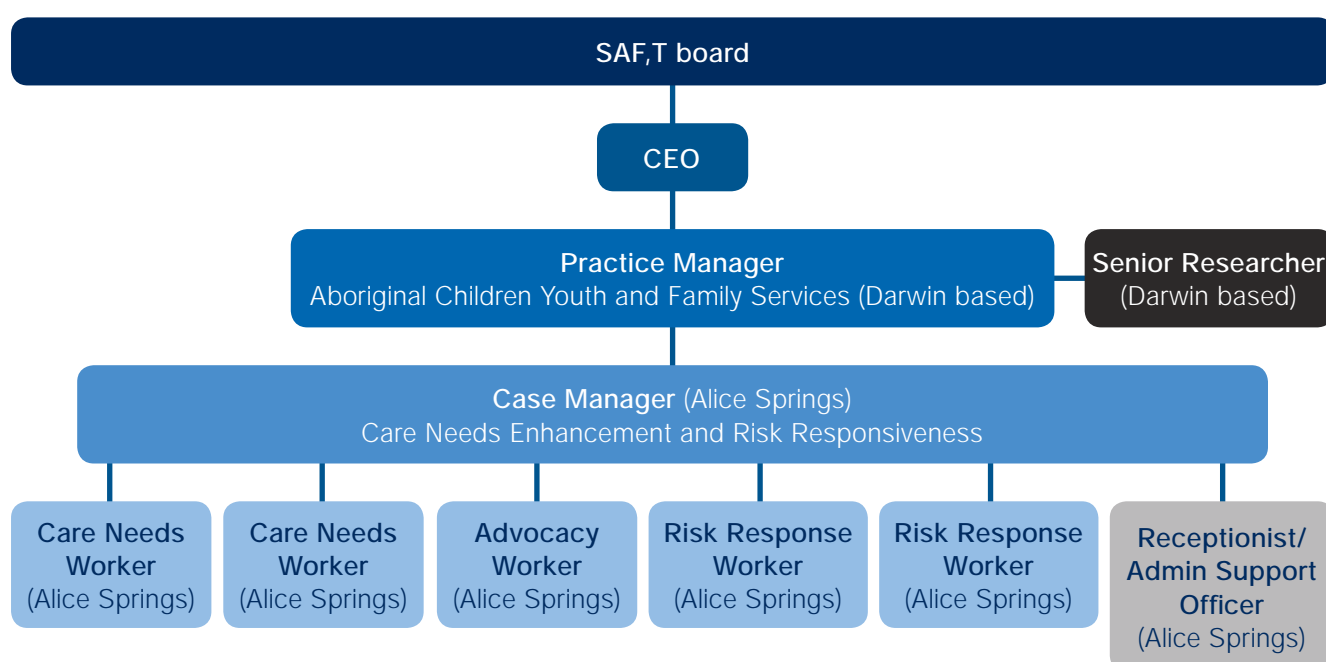 SAF,T board
CEO
Practice Manager
Aboriginal Children Youth and Family Services (Darwin based)
Senior Researcher
(Darwin based)
Case Manager (Alice Springs)
Care Needs Enhancement and Risk Responsiveness
Care Needs
Worker
(Alice Springs)
Care Needs
Worker
(Alice Springs)
Advocacy
Worker
(Alice Springs)
Risk Response
Worker
(Alice Springs)
Risk Response
Worker
(Alice Springs)
Receptionist/
Admin Support
Officer
(Alice Springs)